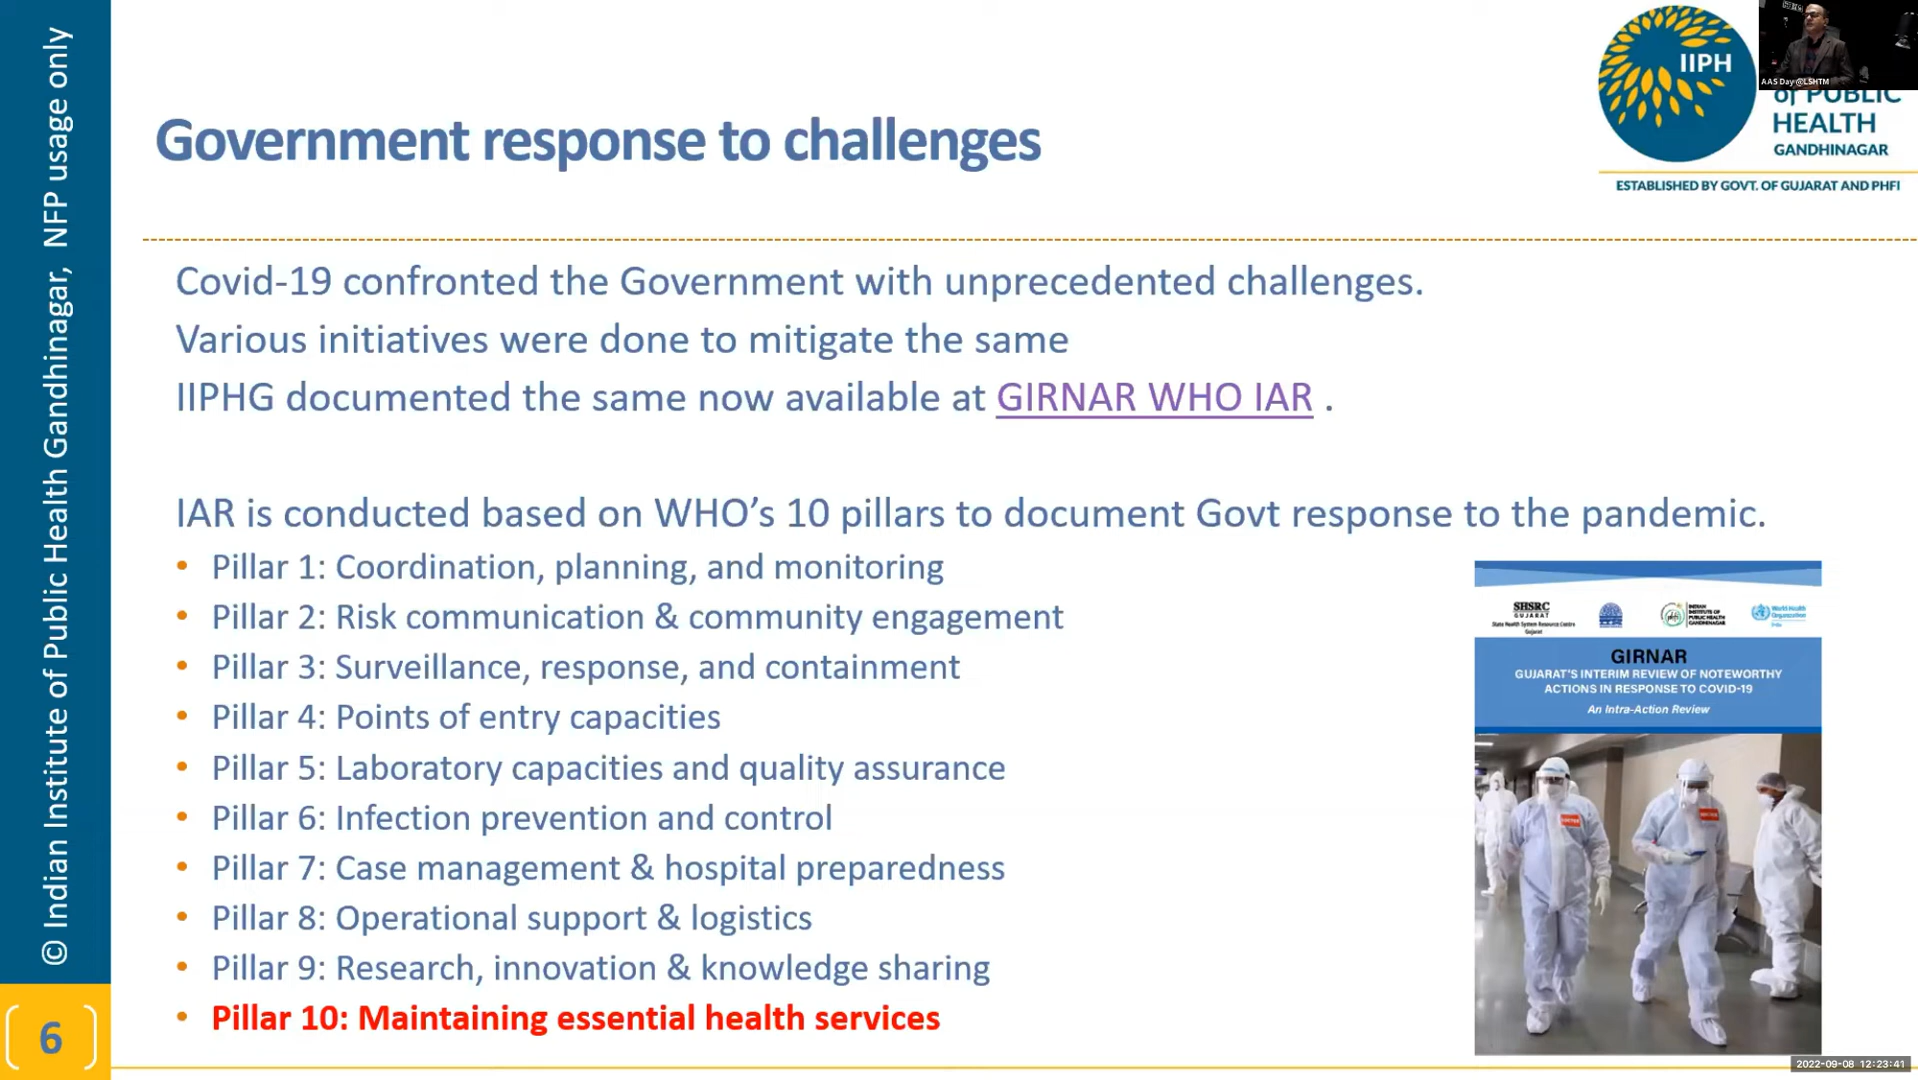 © Indian Institute of Public Health Gandhinagar, NFP usage only
Government response to challenges
IIPH
AAS Day @LSHTM
of PUBLIC
HEALTH
GANDHINAGAR
ESTABLISHED BY GOVT. OF GUJARAT AND PHFI
Covid-19 confronted the Government with unprecedented challenges.
Various initiatives were done to mitigate the same
IIPHG documented the same now available at GIRNAR WHO IAR .
IAR is conducted based on WHO’s 10 pillars to document Govt response to the pandemic.
• Pillar 1: Coordination, planning, and monitoring
• Pillar 2: Risk communication & community engagement
• Pillar 3: Surveillance, response, and containment
• Pillar 4: Points of entry capacities
• Pillar 5: Laboratory capacities and quality assurance
• Pillar 6: Infection prevention and control
• Pillar 7: Case management & hospital preparedness
• Pillar 8: Operational support & logistics
• Pillar 9: Research, innovation & knowledge sharing
• Pillar 10: Maintaining essential health services
SHSRC
GUJARAT
State Health System Resource Centre
Gujarat
phfi
INDIAN
INSTITUTE OF
PUBLIC HEALTH
GANDHINAGAR
World Health
Organization
GIRNAR
GUJARAT'S INTERIM REVIEW OF NOTEWORTHY
ACTIONS IN RESPONSE TO COVID-19
An Intra-Action Review
DOCTOR
6
2022-09-08 12:23:41